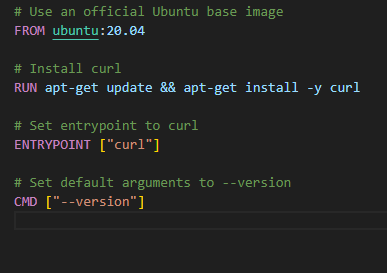 # Use an official Ubuntu base image
FROM ubuntu:20.04
# Install curl
RUN apt-get update && apt-get install -y curl
# Set entrypoint to curl
ENTRYPOINT ["curl"]
# Set default arguments to --version
CMD ["--version"]